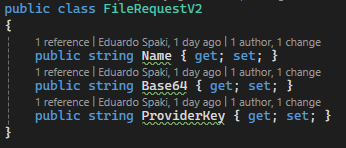 public class FileRequestV2
{
1 reference | Eduardo Spaki, 1 day ago | 1 author, 1 change
public string Name { get; set; }
1 reference | Eduardo Spaki, 1 day ago | 1 author, 1 change
public string Base64 { get; set; }
1 reference | Eduardo Spaki, 1 day ago | 1 author, 1 change
public string ProviderKey { get; set; }
}